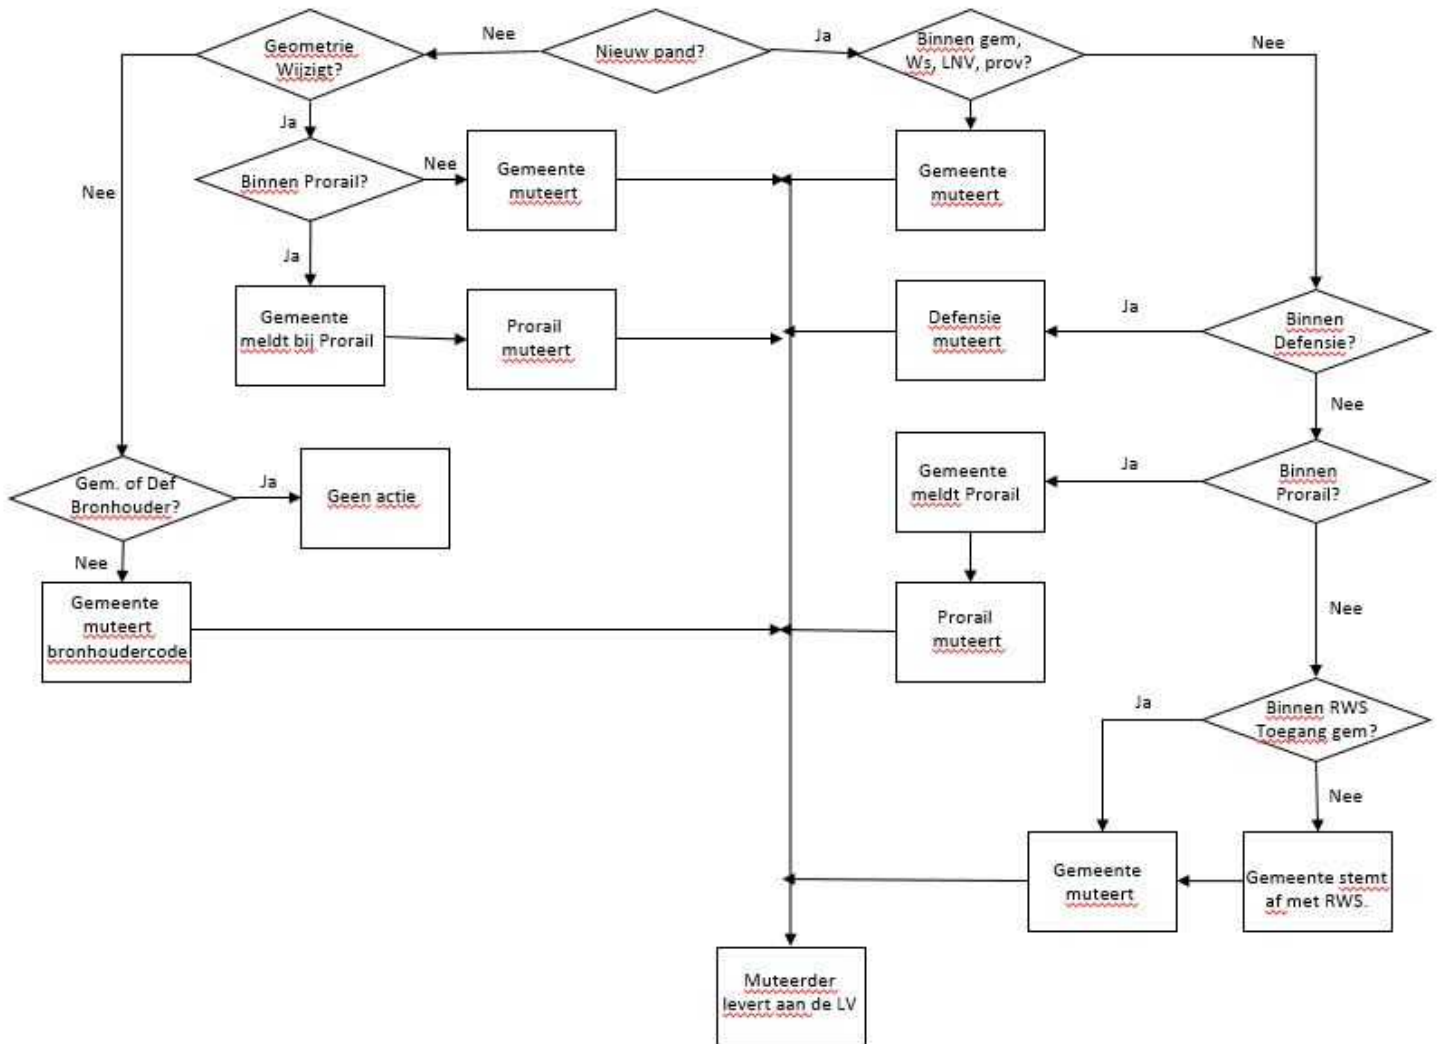 Nieuw pand?
Nee
Ja
Geometrie
Wijzigt?
Binnen gem,
Ws, LNV, prov?
Nee
Ja
Nee
Binnen Prorail?
Nee
Gemeente
muteert
Gemeente
muteert
Ja
Gemeente
meldt bij Prorail
Prorail
muteert
Defensie
muteert
Ja
Binnen
Defensie?
Nee
Gem. of Def
Bronhouder?
Ja
Geen actie
Gemeente
meldt Prorail
Ja
Binnen
Prorail?
Nee
Gemeente
muteert
bronhoudercode
Prorail
muteert
Nee
Ja
Binnen RWS
Toegang gem?
Nee
Gemeente
muteert
Gemeente stemt
af met RWS.
Muteerder
levert aan de LV